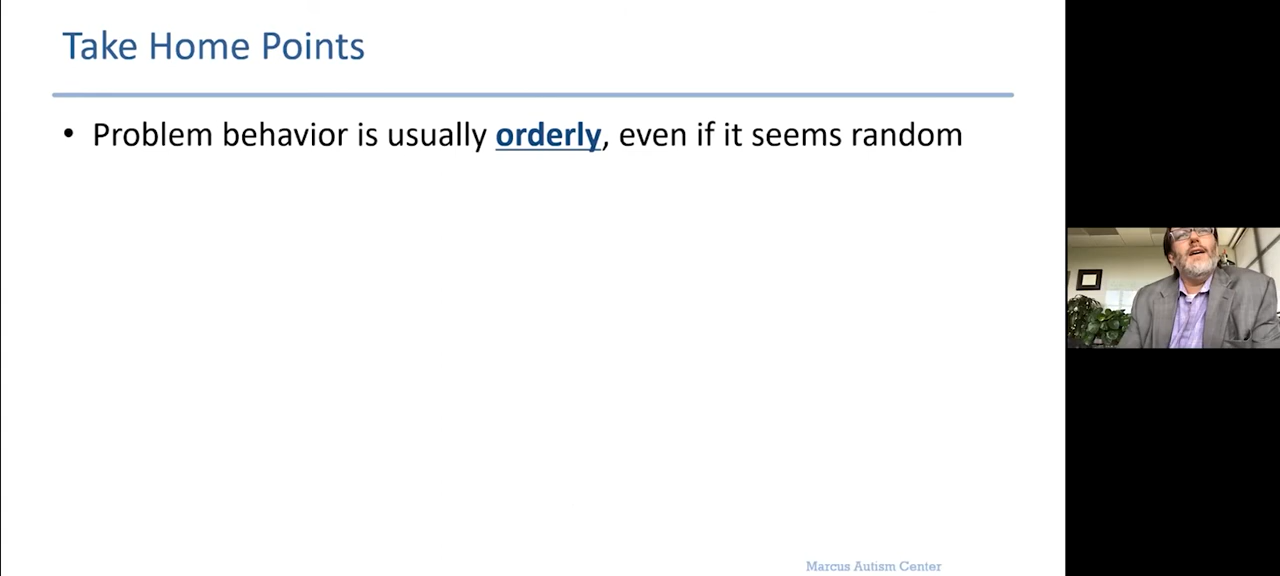 Take Home Points
• Problem behavior is usually orderly, even if it seems random
Marcus Autism Center